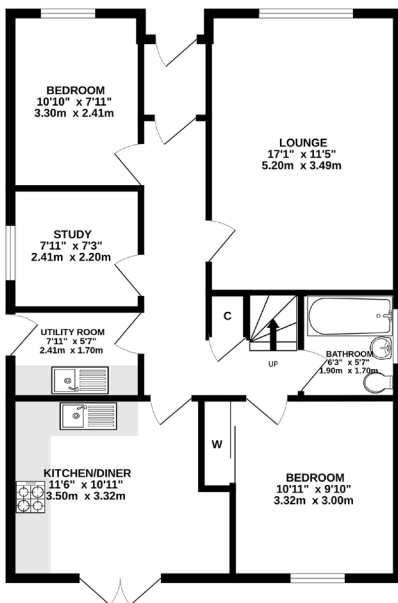 BEDROOM
10'10" x 7'11"
3.30m x 2.41m
LOUNGE
17'1" x 11'5"
5.20m x 3.49m
STUDY
7'11" x 7'3"
2.41m x 2.20m
UTILITY ROOM
7'11" x 5'7"
2.41m x 1.70m
C
UP
BATHROOM
6'3" x 5'7"
1.90m x 1.70m
KITCHEN/DINER
11'6" x 10'11"
3.50m x 3.32m
W
BEDROOM
10'11" x 9'10"
3.32m x 3.00m